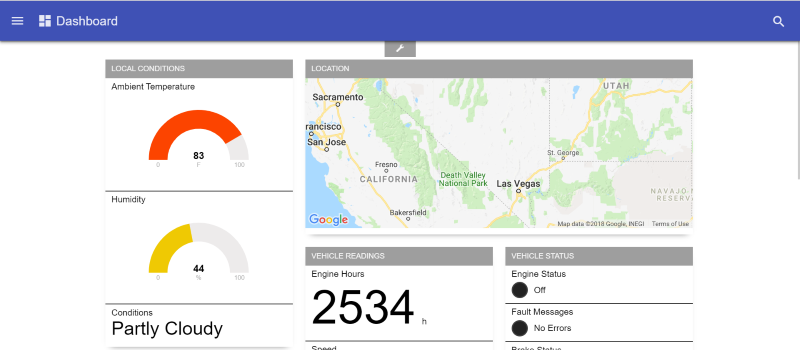 Dashboard
LOCAL CONDITIONS
Ambient Temperature
83
0 F 100
Humidity
44
0 % 100
Conditions
Partly Cloudy
LOCATION
UTAH
Sacramento
rancisco
San Jose
St. George
Fresno
CALIFORNIA
Death Valley
National Park
Las Vegas
NAVAJO N
RESERVA
Bakersfield
Google
Map data ©2018 Google, INEGI Terms of Use
VEHICLE READINGS
Engine Hours
2534 h
Speed
VEHICLE STATUS
Engine Status
Off
Fault Messages
No Errors
Brake Status